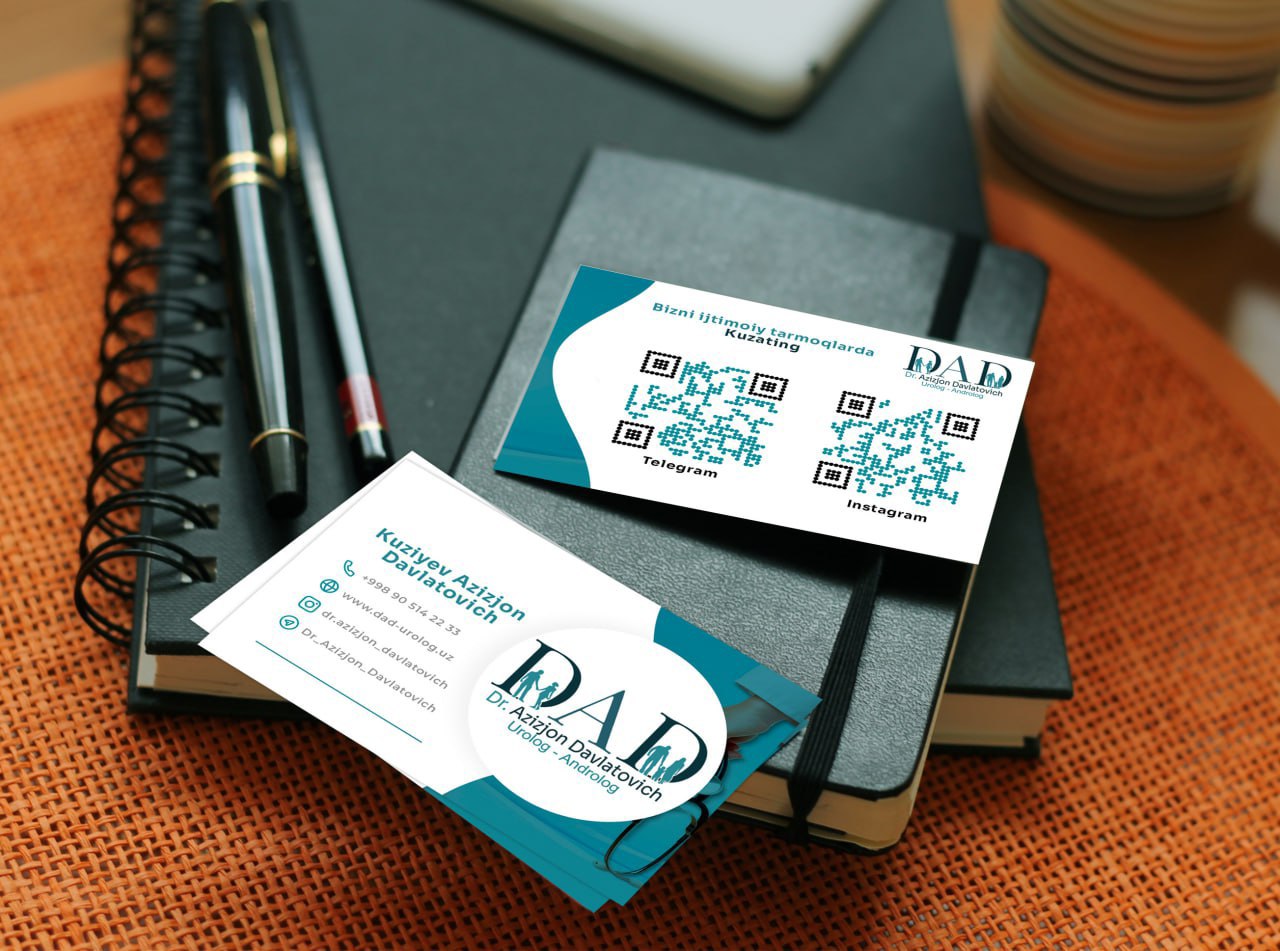 Bizni ijtimoiy tarmoqlarda
Kuzating
DAD
Dr. Azizjon Davlatovich
Urolog - Androlog
Telegram
Instagram
Kuziyev Azizjon
Davlatovich
+998 90 514 22 33
www.dad-urolog.uz
dr.azizjon_davlatovich
Dr_Azizjon_Davlatovich
DAD
Dr. Azizjon Davlatovich
Urolog - Androlog